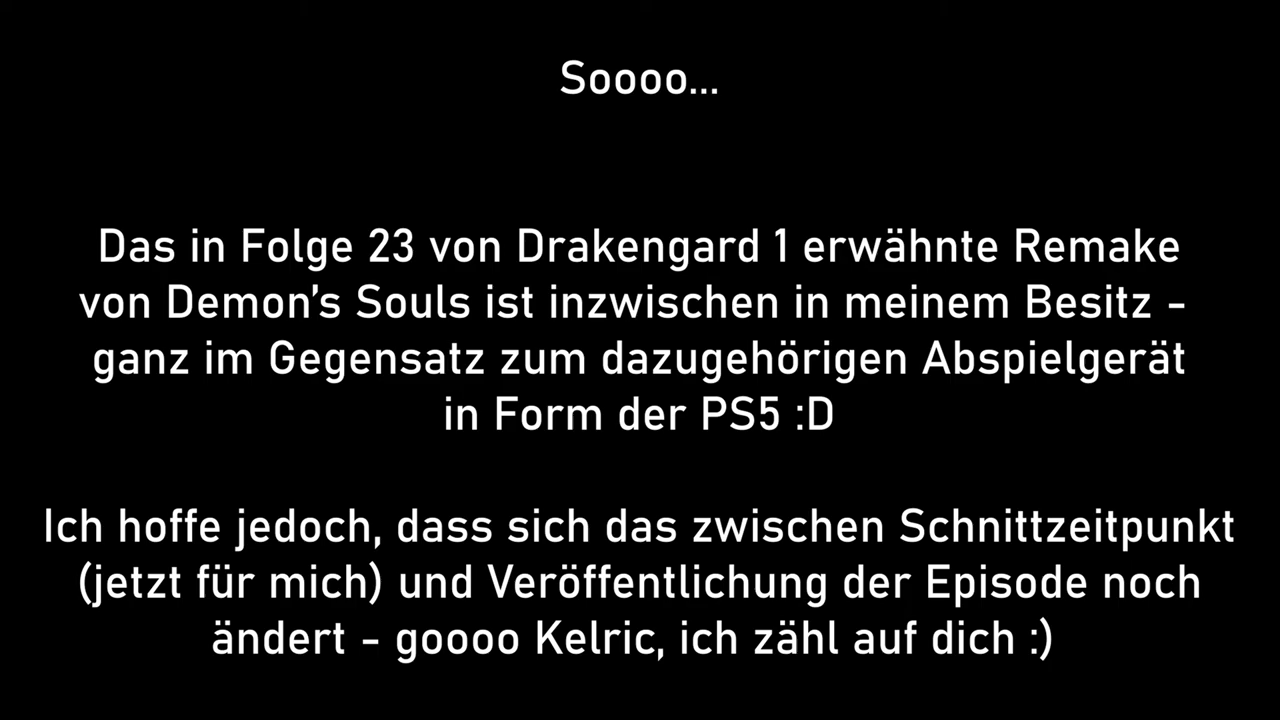 Soooo...
Das in Folge 23 von Drakengard 1 erwähnte Remake
von Demon’s Souls ist inzwischen in meinem Besitz -
ganz im Gegensatz zum dazugehörigen Abspielgerät
in Form der PS5 :D
Ich hoffe jedoch, dass sich das zwischen Schnittzeitpunkt
(jetzt für mich) und Veröffentlichung der Episode noch
ändert - goooo Kelric, ich zähl auf dich :)